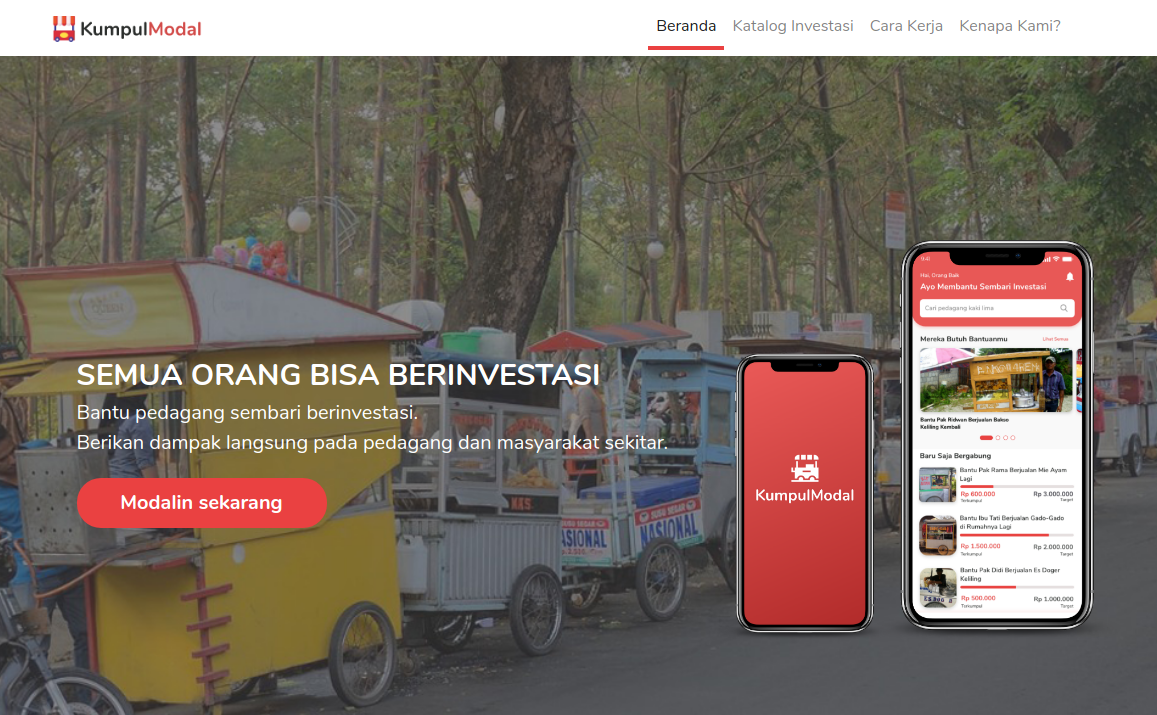 KumpulModal
Beranda
Katalog Investasi
Cara Kerja
Kenapa Kami?
SEMUA ORANG BISA BERINVESTASI
Bantu pedagang sembari berinvestasi.
Berikan dampak langsung pada pedagang dan masyarakat sekitar.
Modalin sekarang
QUEEN
NASIONAL
NASIONAL
KumpulModal
9:41
Hai, Orang Baik
Ayo Membantu Sembari Investasi
Cari pedagang kaki lima
Mereka Butuh Bantuanmu
Lihat Semua
Bantu Pak Ridwan Berjualan Bakso
Keliling Kembali
Baru Saja Bergabung
Bantu Pak Rama Berjualan Mie Ayam
Lagi
Rp 600.000
Rp 3.000.000
Terkumpul
Target
Bantu Ibu Tati Berjualan Gado-Gado
di Rumahnya Lagi
Rp 1.500.000
Rp 2.000.000
Terkumpul
Target
Bantu Pak Didi Berjualan Es Doger
Keliling
Rp 500.000
Rp 1.000.000
Terkumpul
Target